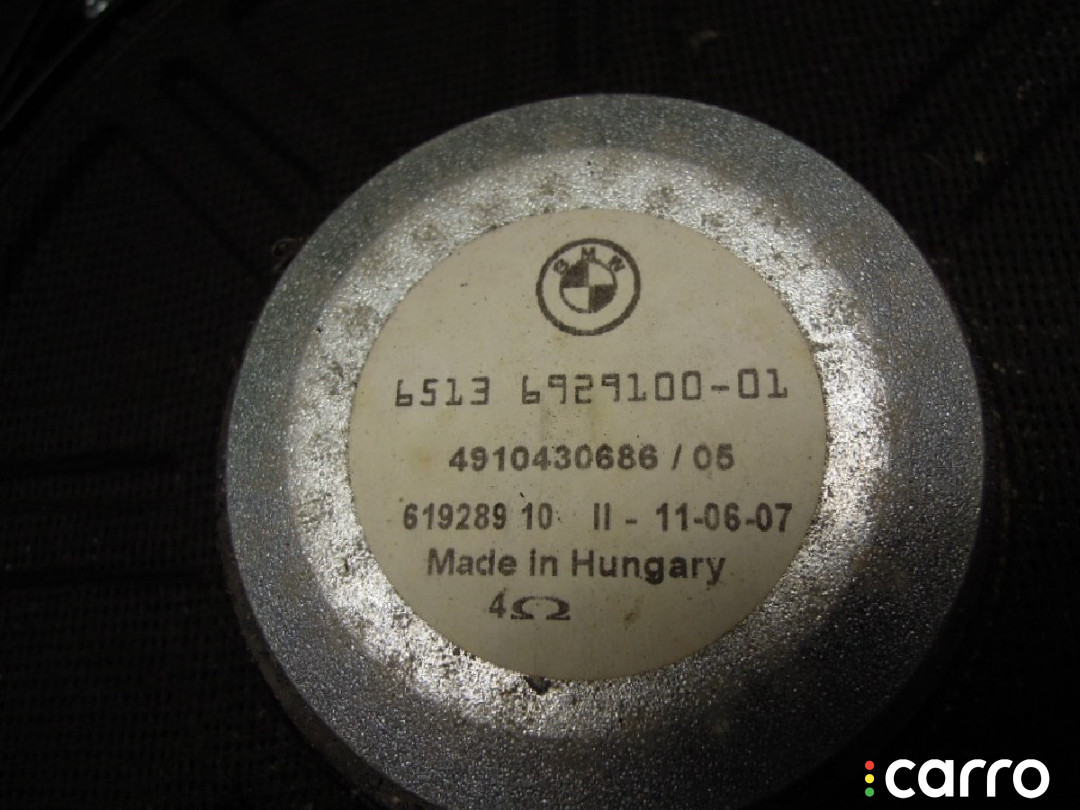 BMW
6513 6929100-01
4910430686 / 05
619289 10 II - 11-06-07
Made in Hungary
4Ω
carro